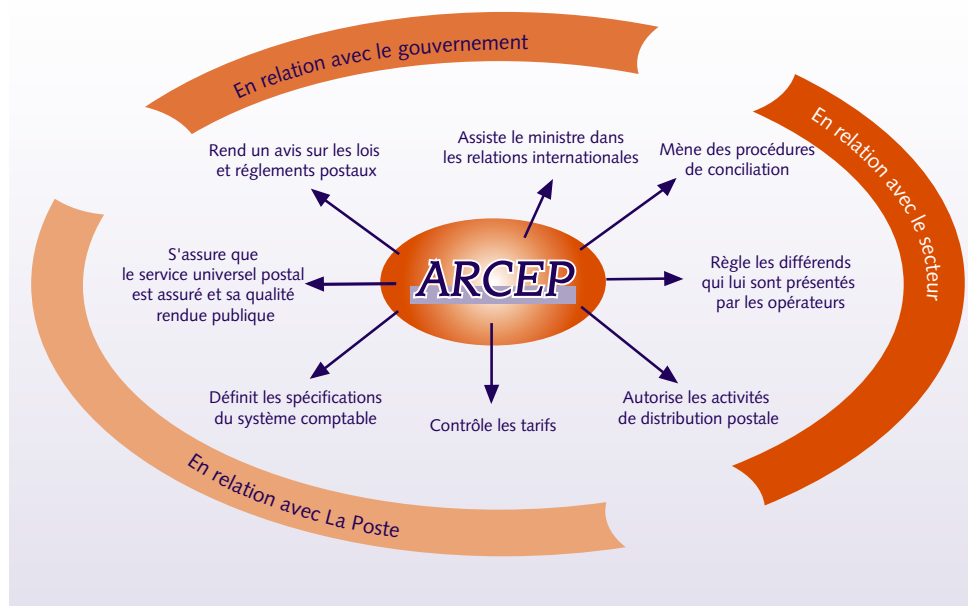 En relation avec le gouvernement
En relation avec le secteur
Rend un avis sur les lois
et réglements postaux
Assiste le ministre dans
les relations internationales
Mène des procédures
de conciliation
S'assure que
le service universel postal
est assuré et sa qualité
rendue publique
ARCEP
Règle les différends
qui lui sont présentés
par les opérateurs
Définit les spécifications
du système comptable
Contrôle les tarifs
Autorise les activités
de distribution postale
En relation avec La Poste